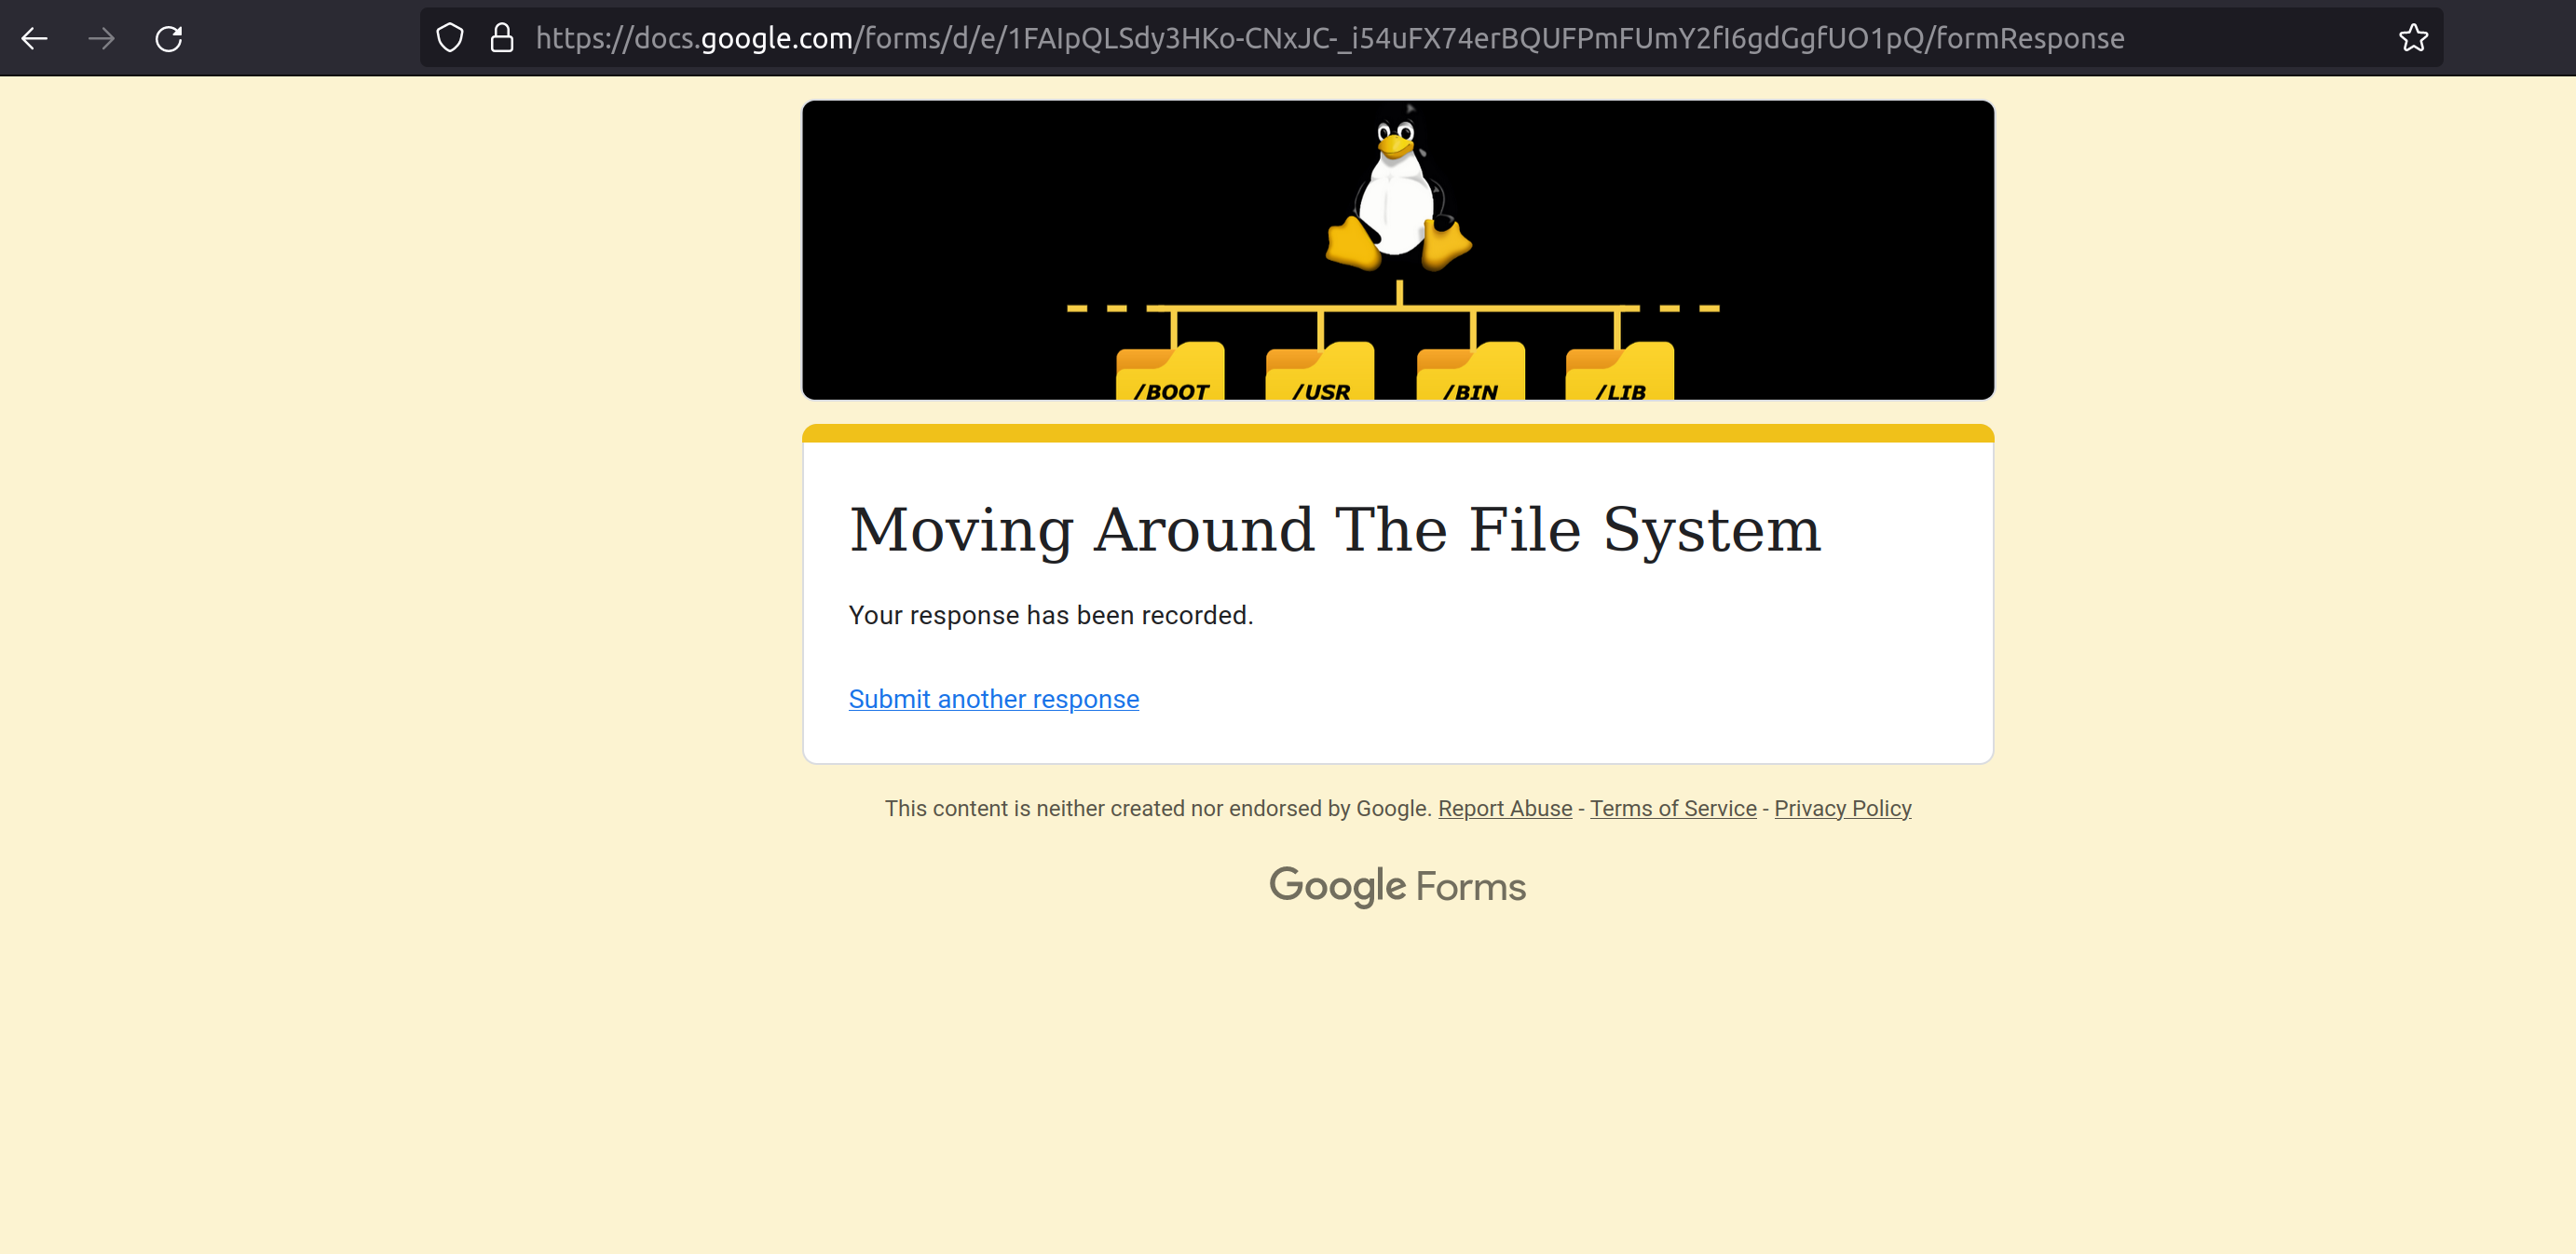 https://docs.google.com/forms/d/e/1FAIpQLSdy3HKo-CNxJC-_i54uFX74erBQUFPmFUmY2fI6gdGgfUO1pQ/formResponse
/BOOT /USR /BIN /LIB
Moving Around The File System
Your response has been recorded.
Submit another response
This content is neither created nor endorsed by Google. Report Abuse - Terms of Service - Privacy Policy
Google Forms